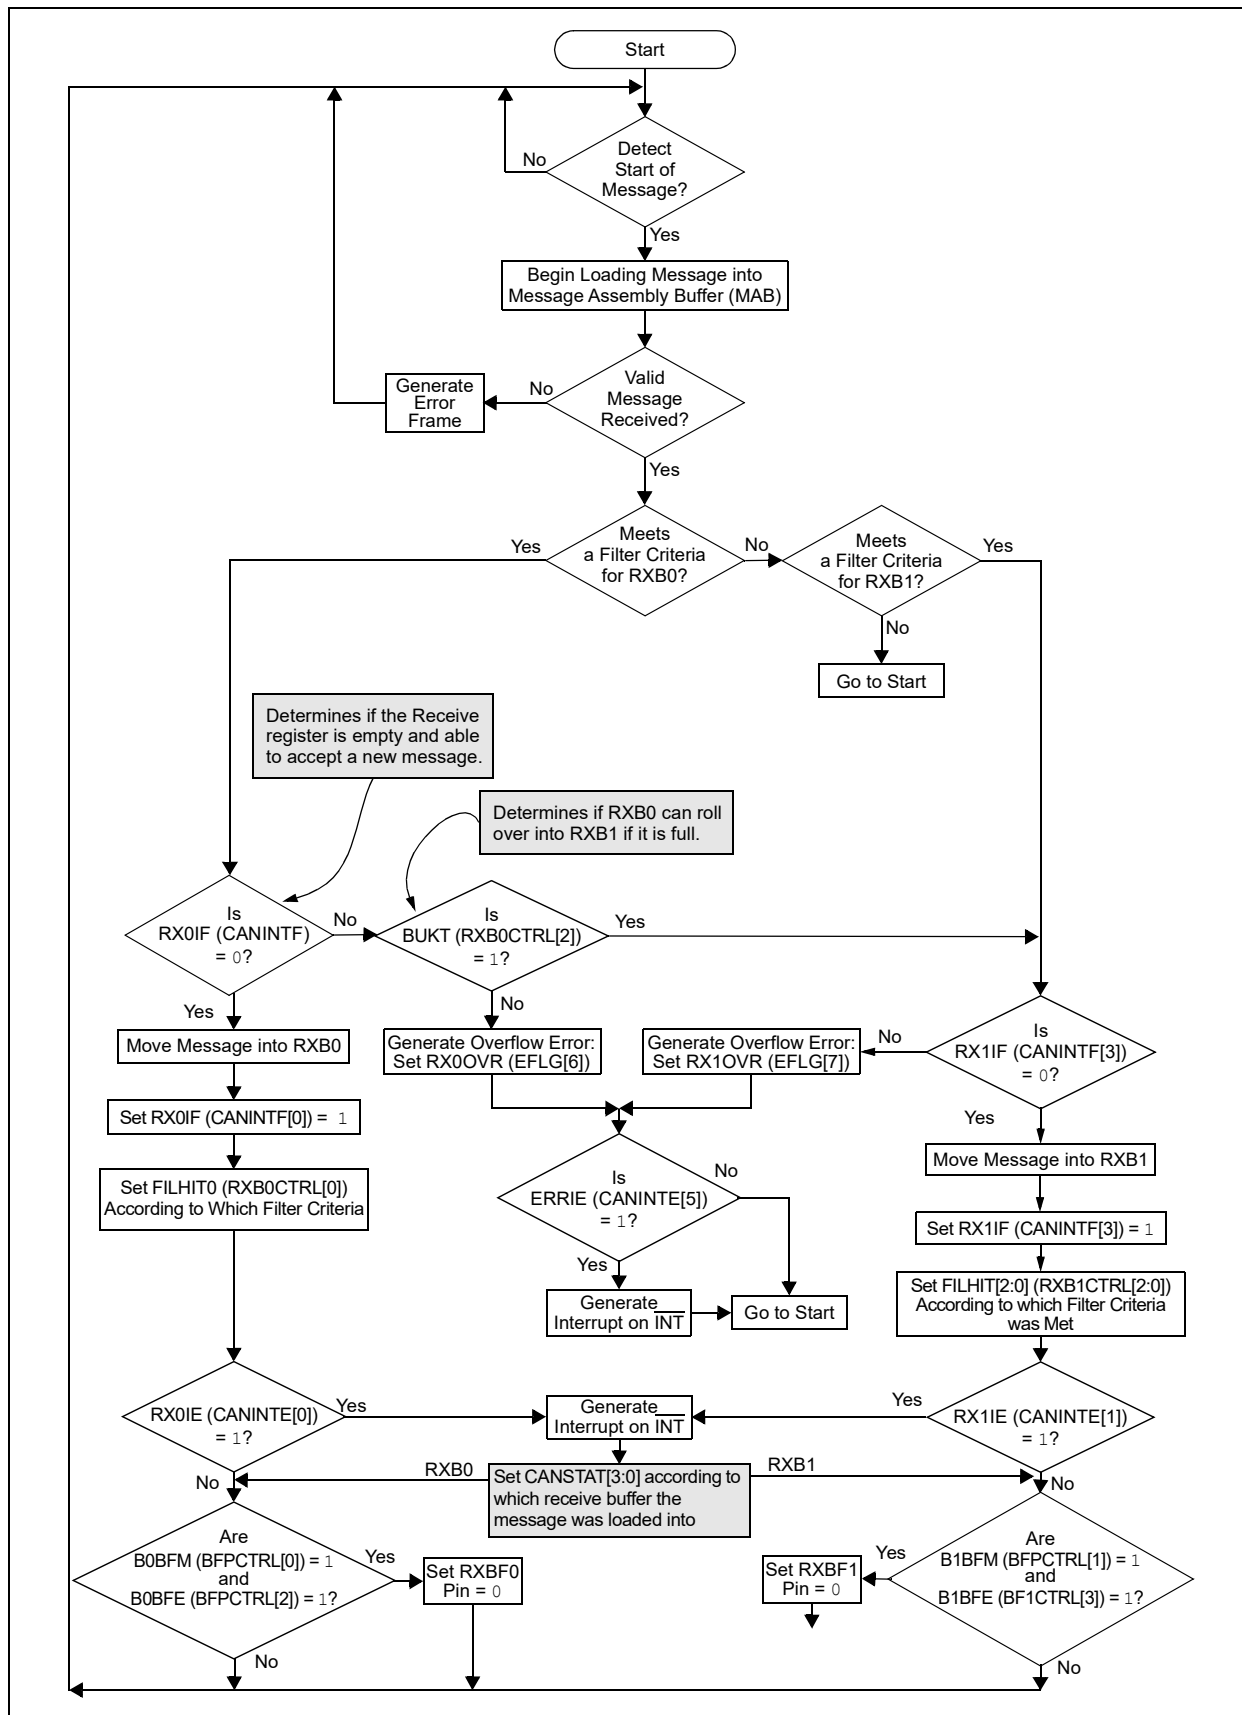 Start
Detect
Start of
Message?
No
Yes
Begin Loading Message into
Message Assembly Buffer (MAB)
Valid
Message
Received?
No
Generate
Error
Frame
Yes
Meets
a Filter Criteria
for RXB0?
Yes
No
Meets
a Filter Criteria
for RXB1?
Yes
No
Go to Start
Determines if the Receive
register is empty and able
to accept a new message.
Determines if RXB0 can roll
over into RXB1 if it is full.
Is
RX0IF (CANINTF)
= 0?
No
Is
BUKT (RXB0CTRL[2])
= 1?
Yes
Yes
No
Move Message into RXB0
Generate Overflow Error:
Set RX0OVR (EFLG[6])
Generate Overflow Error:
Set RX1OVR (EFLG[7])
No
Is
RX1IF (CANINTF[3])
= 0?
Set RX0IF (CANINTF[0]) = 1
Yes
Move Message into RXB1
Set FILHIT0 (RXB0CTRL[0])
According to Which Filter Criteria
Is
ERRIE (CANINTE[5])
= 1?
No
Yes
Set RX1IF (CANINTF[3]) = 1
Generate
Interrupt on INT
Go to Start
Set FILHIT[2:0] (RXB1CTRL[2:0])
According to which Filter Criteria
was Met
RX0IE (CANINTE[0])
= 1?
Yes
Generate
Interrupt on INT
Yes
RX1IE (CANINTE[1])
= 1?
No
RXB0
Set CANSTAT[3:0] according to
which receive buffer the
message was loaded into
RXB1
No
Are
B0BFM (BFPCTRL[0]) = 1
and
B0BFE (BFPCTRL[2]) = 1?
Yes
Set RXBF0
Pin = 0
No
Set RXBF1
Pin = 0
Yes
Are
B1BFM (BFPCTRL[1]) = 1
and
B1BFE (BF1CTRL[3]) = 1?
No